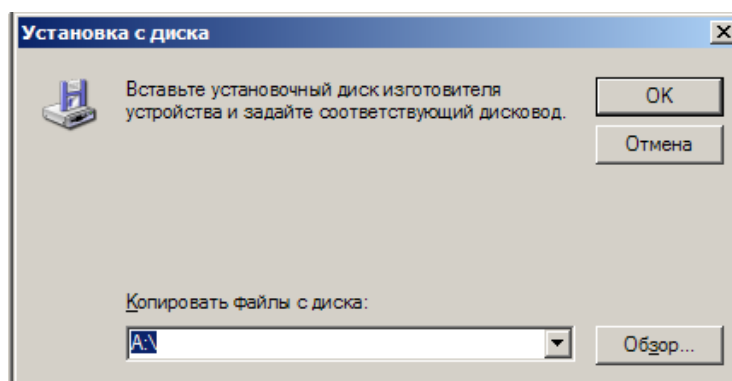 Установка с диска
Вставьте установочный диск изготовителя
устройства и задайте соответствующий дисковод.
OK
Отмена
Копировать файлы с диска:
A:\
Обзор...